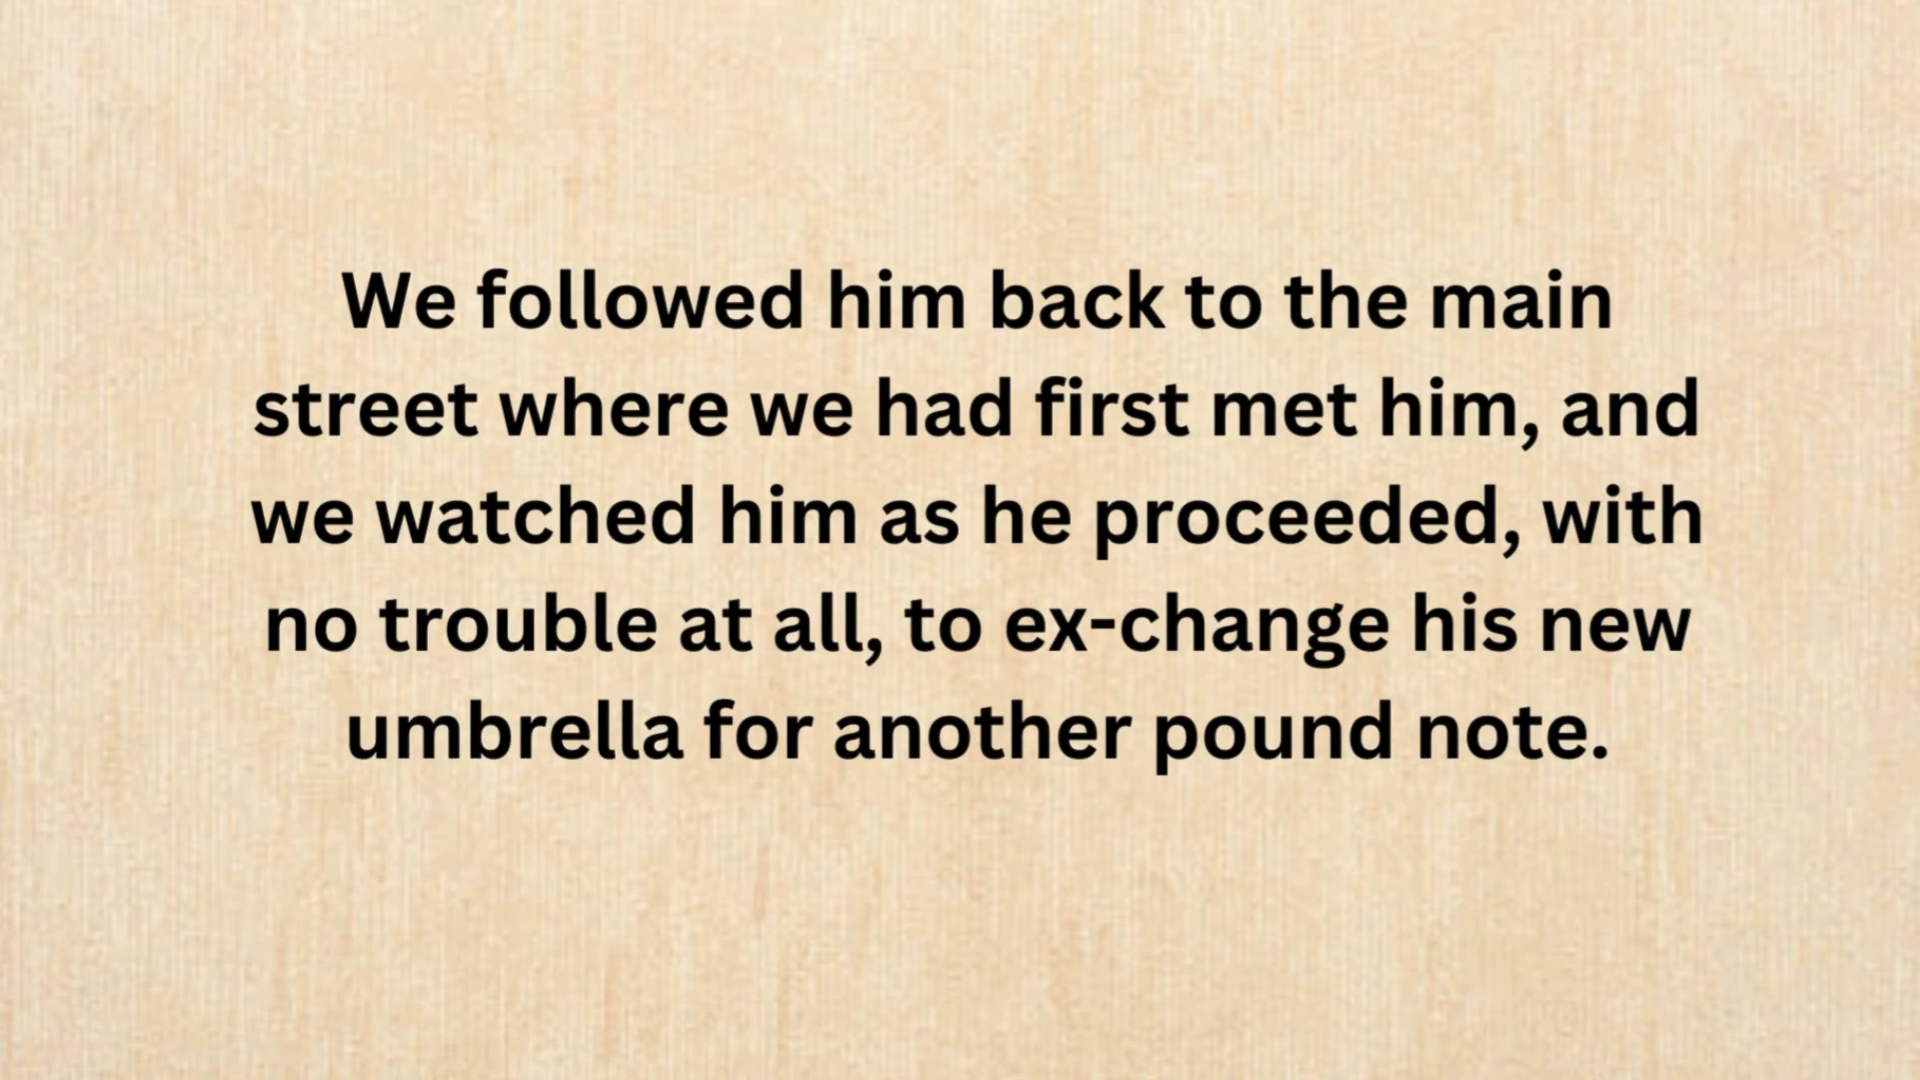 We followed him back to the main
street where we had first met him, and
we watched him as he proceeded, with
no trouble at all, to ex-change his new
umbrella for another pound note.